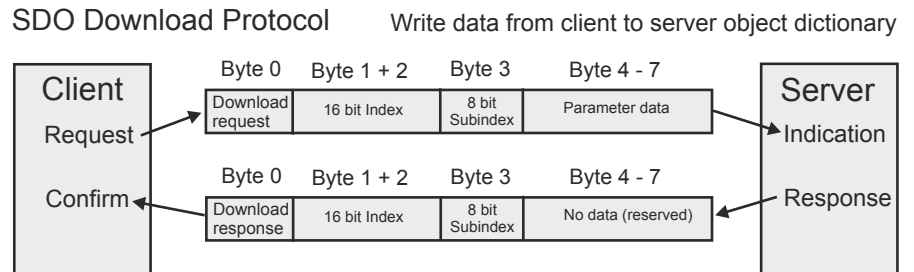 SDO Download Protocol Write data from client to server object dictionary
Client
Byte 0 Byte 1 + 2 Byte 3 Byte 4 - 7
Server
Request
Download
request
16 bit Index
8 bit
Subindex
Parameter data
Indication
Byte 0 Byte 1 + 2 Byte 3 Byte 4 - 7
Confirm
Download
response
16 bit Index
8 bit
Subindex
No data (reserved)
Response